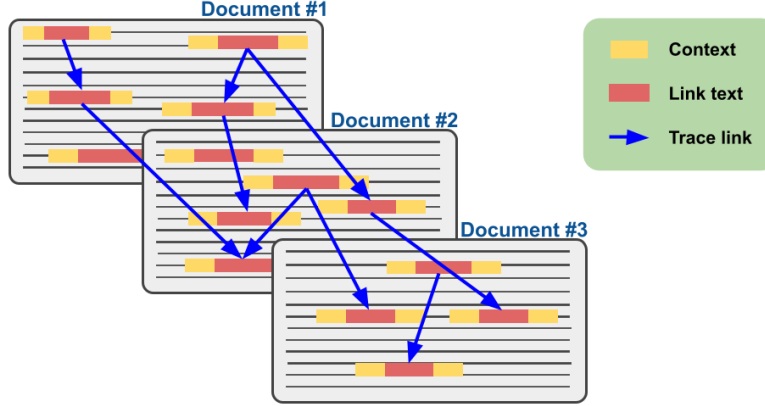 Document #1
Document #2
Document #3
Context
Link text
Trace link